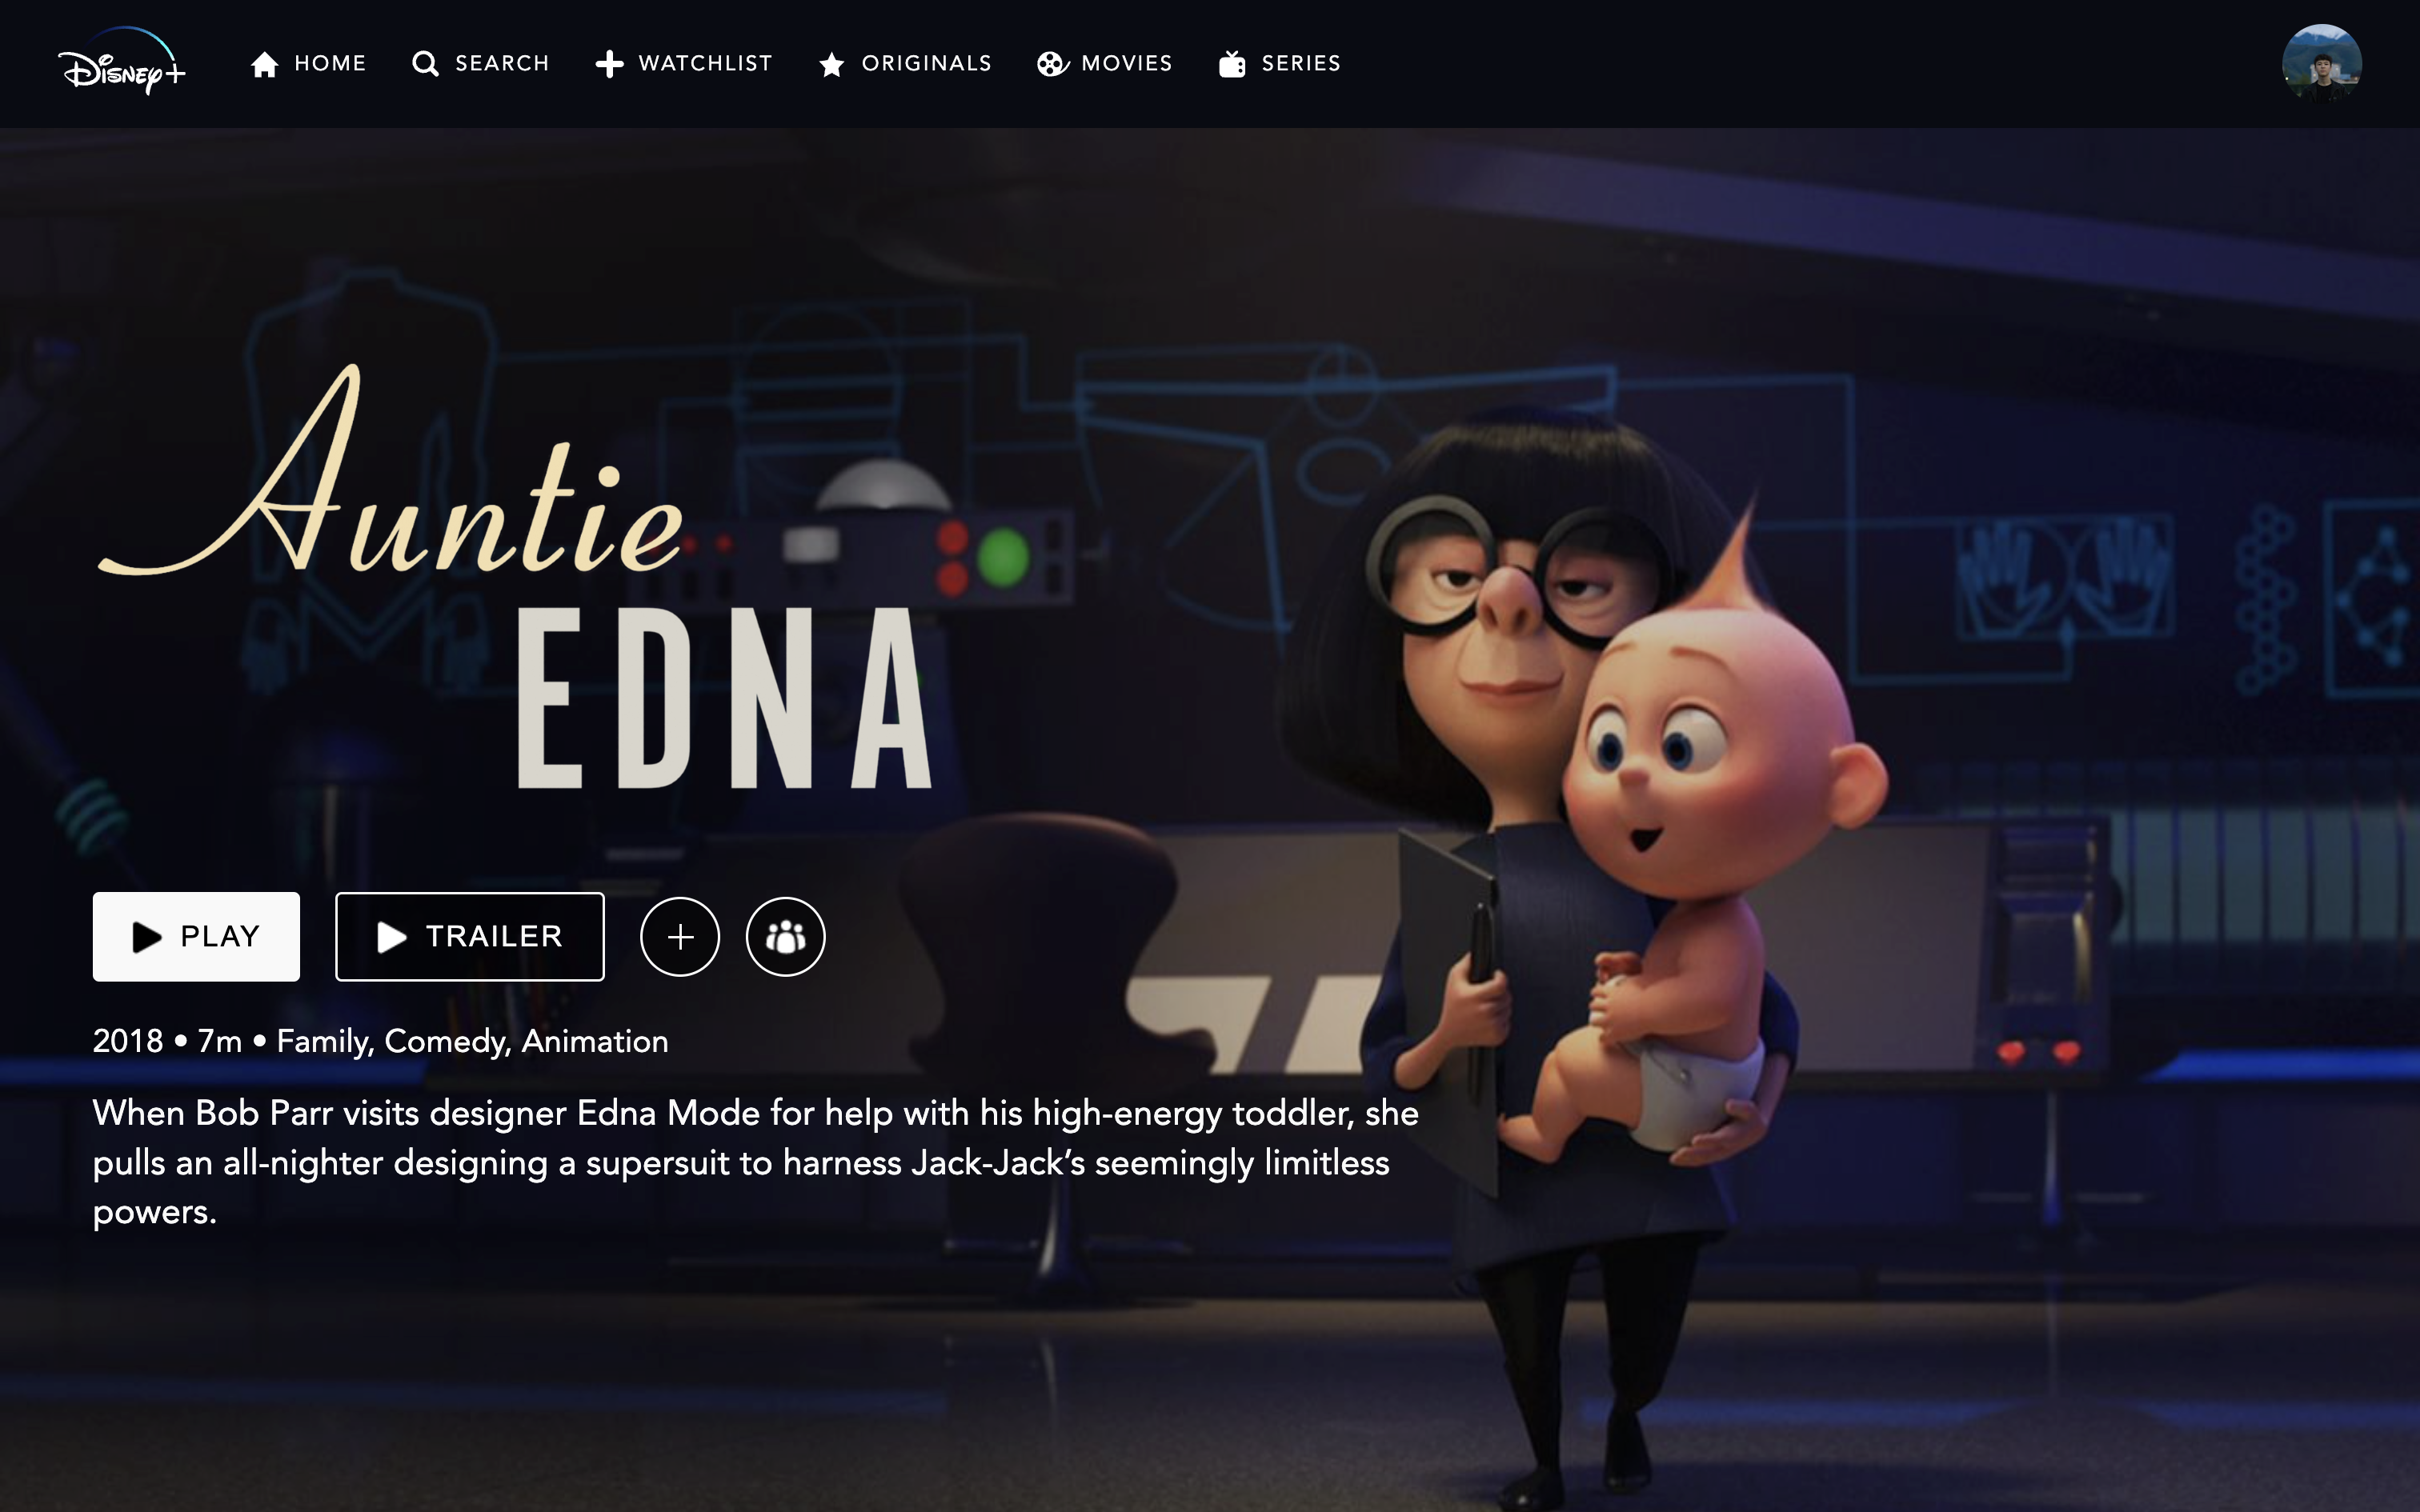 Disney+
HOME
SEARCH
WATCHLIST
ORIGINALS
MOVIES
SERIES
Auntie
EDNA
PLAY
TRAILER
2018 • 7m • Family, Comedy, Animation
When Bob Parr visits designer Edna Mode for help with his high-energy toddler, she
pulls an all-nighter designing a supersuit to harness Jack-Jack’s seemingly limitless
powers.